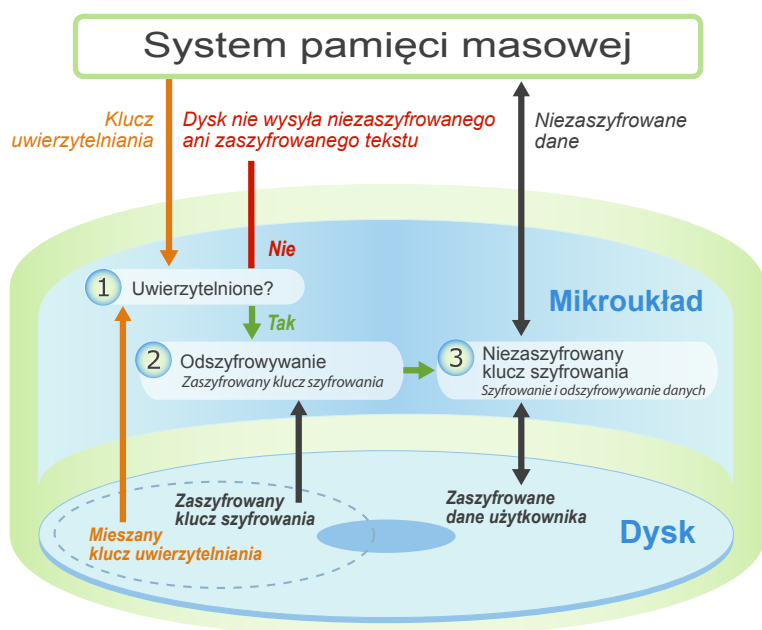 System pamięci masowej
Klucz
uwierzytelniania
Dysk nie wysyła niezaszyfrowanego
ani zaszyfrowanego tekstu
Niezaszyfrowane
dane
Nie
1 Uwierzytelnione?
Mikroukład
Tak
2 Odszyfrowywanie
Zaszyfrowany klucz szyfrowania
3 Niezaszyfrowany
klucz szyfrowania
Szyfrowanie i odszyfrowywanie danych
Zaszyfrowany
klucz szyfrowania
Zaszyfrowane
dane użytkownika
Mieszany
klucz uwierzytelniania
Dysk